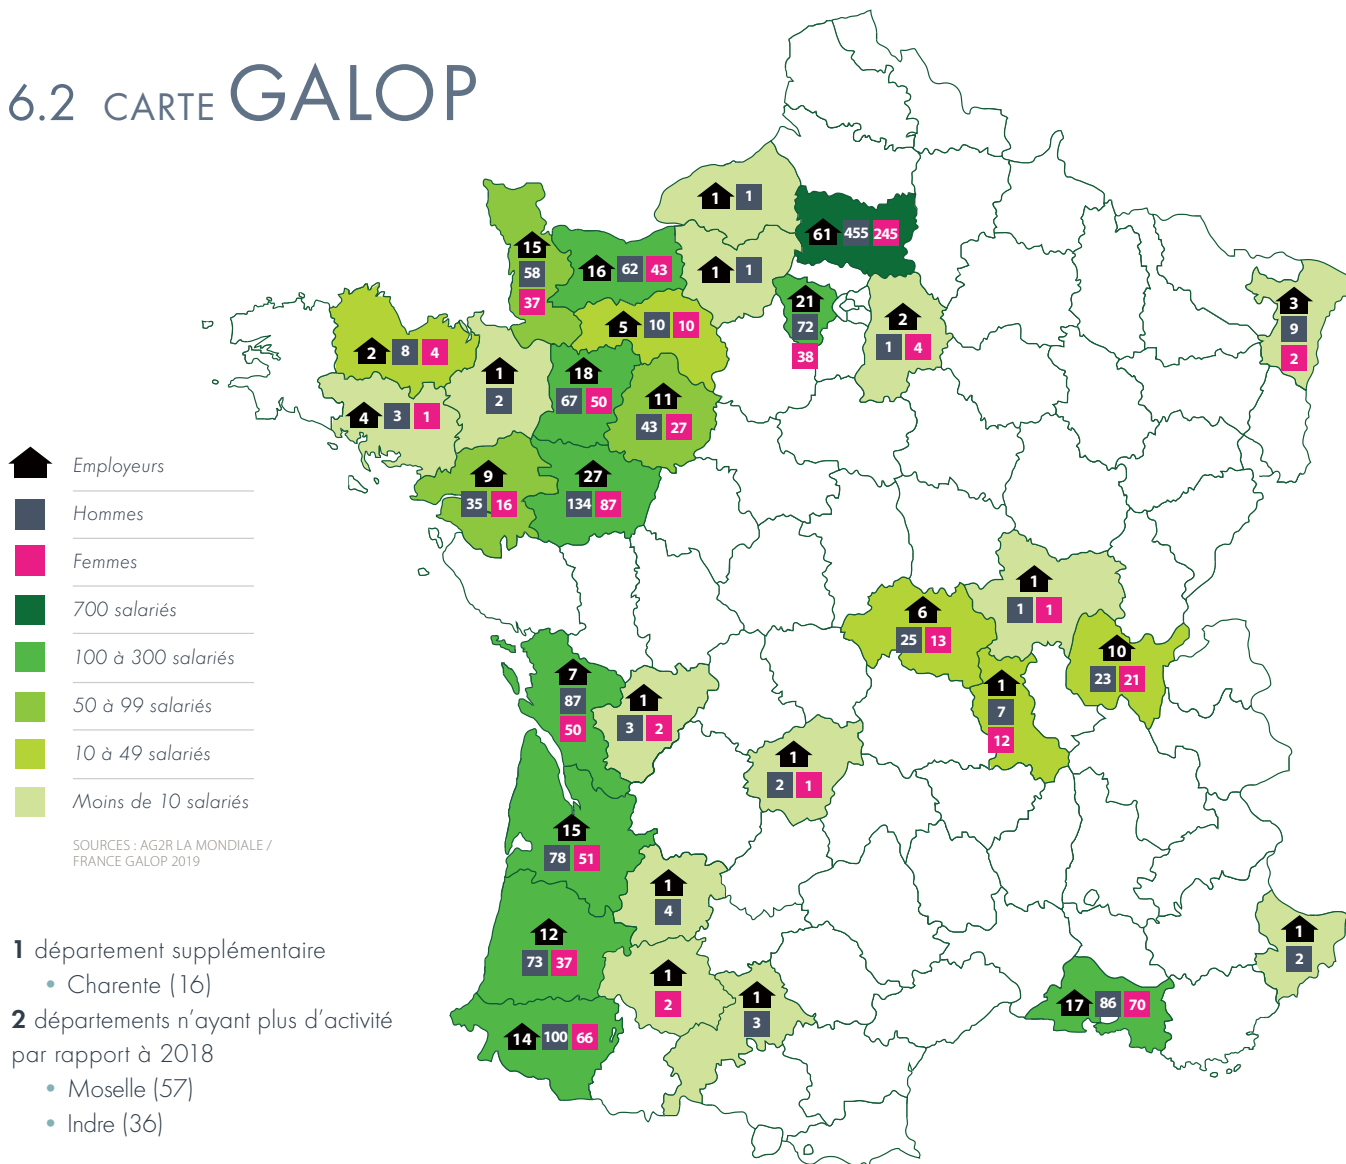 6.2 CARTE GALOP
1 1
61 455 245
15
58
37
16 62 43
1 1
21
72
38
2
1 4
3
9
2
5 10 10
2 8 4
1
2
18
67 50
11
43 27
4 3 1
9
35 16
27
134 87
Employeurs
Hommes
Femmes
700 salariés
100 à 300 salariés
50 à 99 salariés
10 à 49 salariés
Moins de 10 salariés
SOURCES : AG2R LA MONDIALE /
FRANCE GALOP 2019
1
1 1
6
25 13
10
23 21
1
7
12
7
87
50
1
3 2
1
2 1
15
78 51
1
4
12
73 37
1
2
1
3
14 100 66
17 86 70
1
2
1 département supplémentaire
• Charente (16)
2 départements n'ayant plus d'activité
par rapport à 2018
• Moselle (57)
• Indre (36)